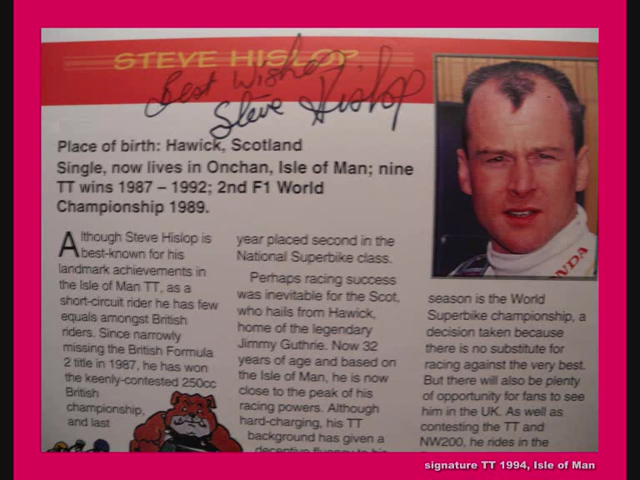 STEVE HISLOP
Best Wishes
Steve Hislop
Place of birth: Hawick, Scotland
Single, now lives in Onchan, Isle of Man; nine
TT wins 1987 – 1992; 2nd F1 World
Championship 1989.
Although Steve Hislop is
best-known for his
landmark achievements in
the Isle of Man TT, as a
short-circuit rider he has few
equals amongst British
riders. Since narrowly
missing the British Formula
2 title in 1987, he has won
the keenly-contested 250cc
British
championship,
and last
year placed second in the
National Superbike class.
Perhaps racing success
was inevitable for the Scot,
who hails from Hawick,
home of the legendary
Jimmy Guthrie. Now 32
years of age and based on
the Isle of Man, he is now
close to the peak of his
racing powers. Although
hard-charging, his TT
background has given a
deceptive fluency to his
NDA
season is the World
Superbike championship, a
decision taken because
there is no substitute for
racing against the very best.
But there will also be plenty
of opportunity for fans to see
him in the UK. As well as
contesting the TT and
NW200, he rides in the
signature TT 1994, Isle of Man